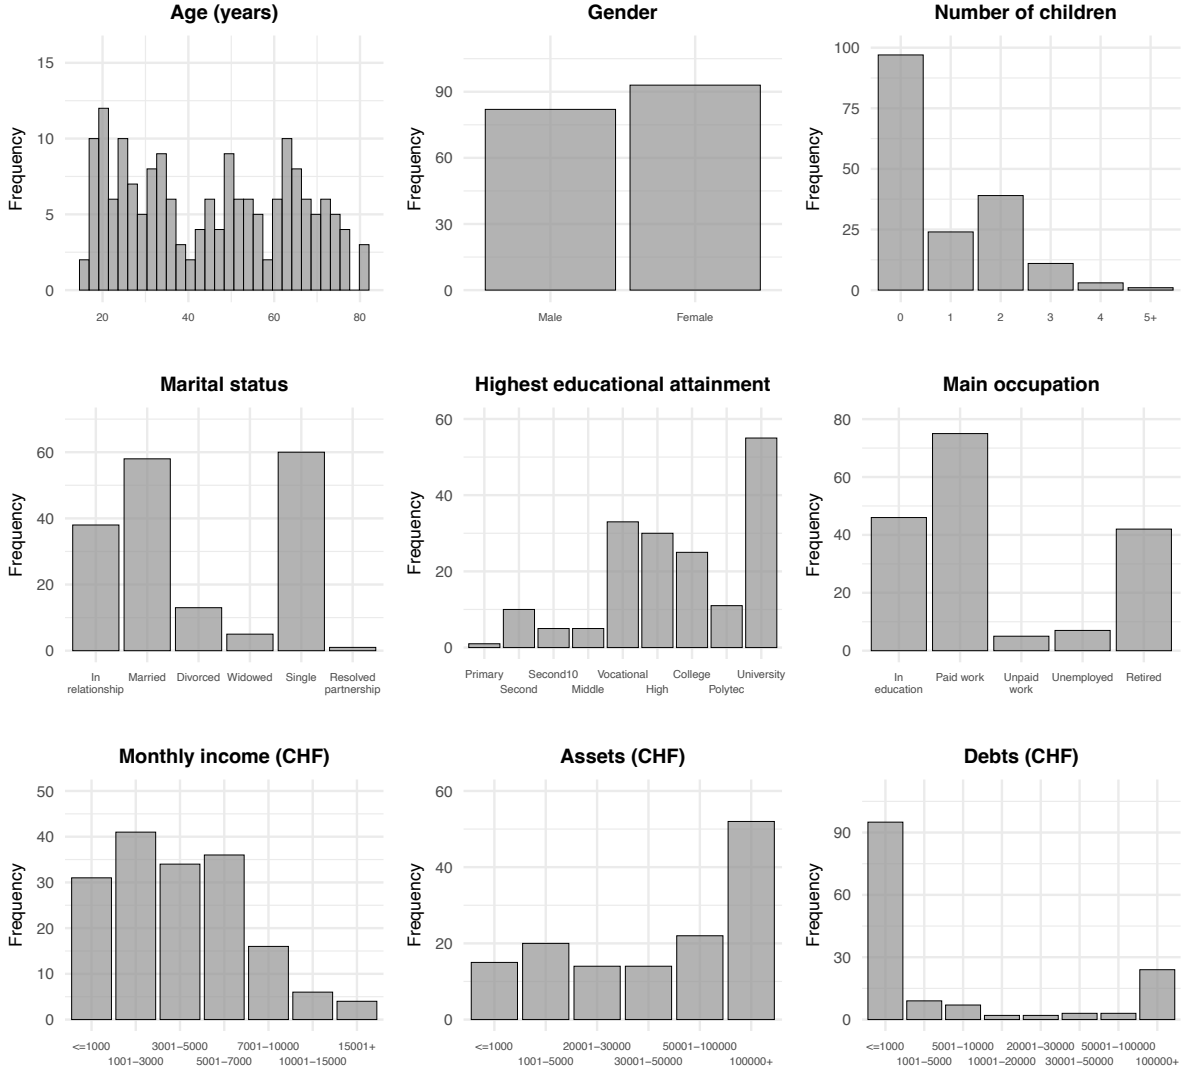 Age (years)
Frequency
15
10
5
0
20 40 60 80
Gender
Frequency
90
60
30
0
Male Female
Number of children
Frequency
100
75
50
25
0
0 1 2 3 4 5+
Marital status
Frequency
60
40
20
0
In Married Divorced Widowed Single Resolved
relationship partnership
Highest educational attainment
Frequency
60
40
20
0
Primary Second10 Vocational College University
Second Middle High Polytec
Main occupation
Frequency
80
60
40
20
0
In Paid work Unpaid Unemployed Retired
education work
Monthly income (CHF)
Frequency
50
40
30
20
10
0
<=1000 3001–5000 7001–10000 15001+
1001–3000 5001–7000 10001–15000
Assets (CHF)
Frequency
60
40
20
0
<=1000 20001–30000 50001–100000
1001–5000 30001–50000 100000+
Debts (CHF)
Frequency
90
60
30
0
<=1000 5001–10000 20001–30000 50001–100000
1001–5000 10001–20000 30001–50000 100000+